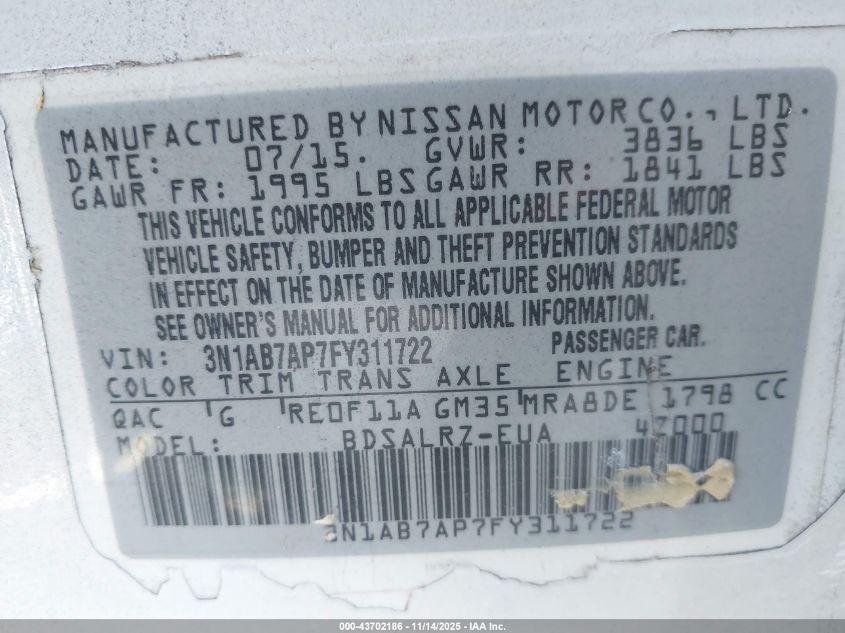 MANUFACTURED BY NISSAN MOTOR CO., LTD.
DATE: 07/15. GVWR: 3836 LBS
GAWR FR: 1995 LBS GAWR RR: 1841 LBS
THIS VEHICLE CONFORMS TO ALL APPLICABLE FEDERAL MOTOR
VEHICLE SAFETY, BUMPER AND THEFT PREVENTION STANDARDS
IN EFFECT ON THE DATE OF MANUFACTURE SHOWN ABOVE.
SEE OWNER'S MANUAL FOR ADDITIONAL INFORMATION.
VIN: 3N1AB7AP7FY311722 PASSENGER CAR.
COLOR TRIM TRANS AXLE ENGINE
QAC G RE0F11A GM35 MRA8DE 1798 CC
MODEL: BDSALRZ-EUA 4Z000
3N1AB7AP7FY311722
000-43702186 - 11/14/2025 - IAA Inc.